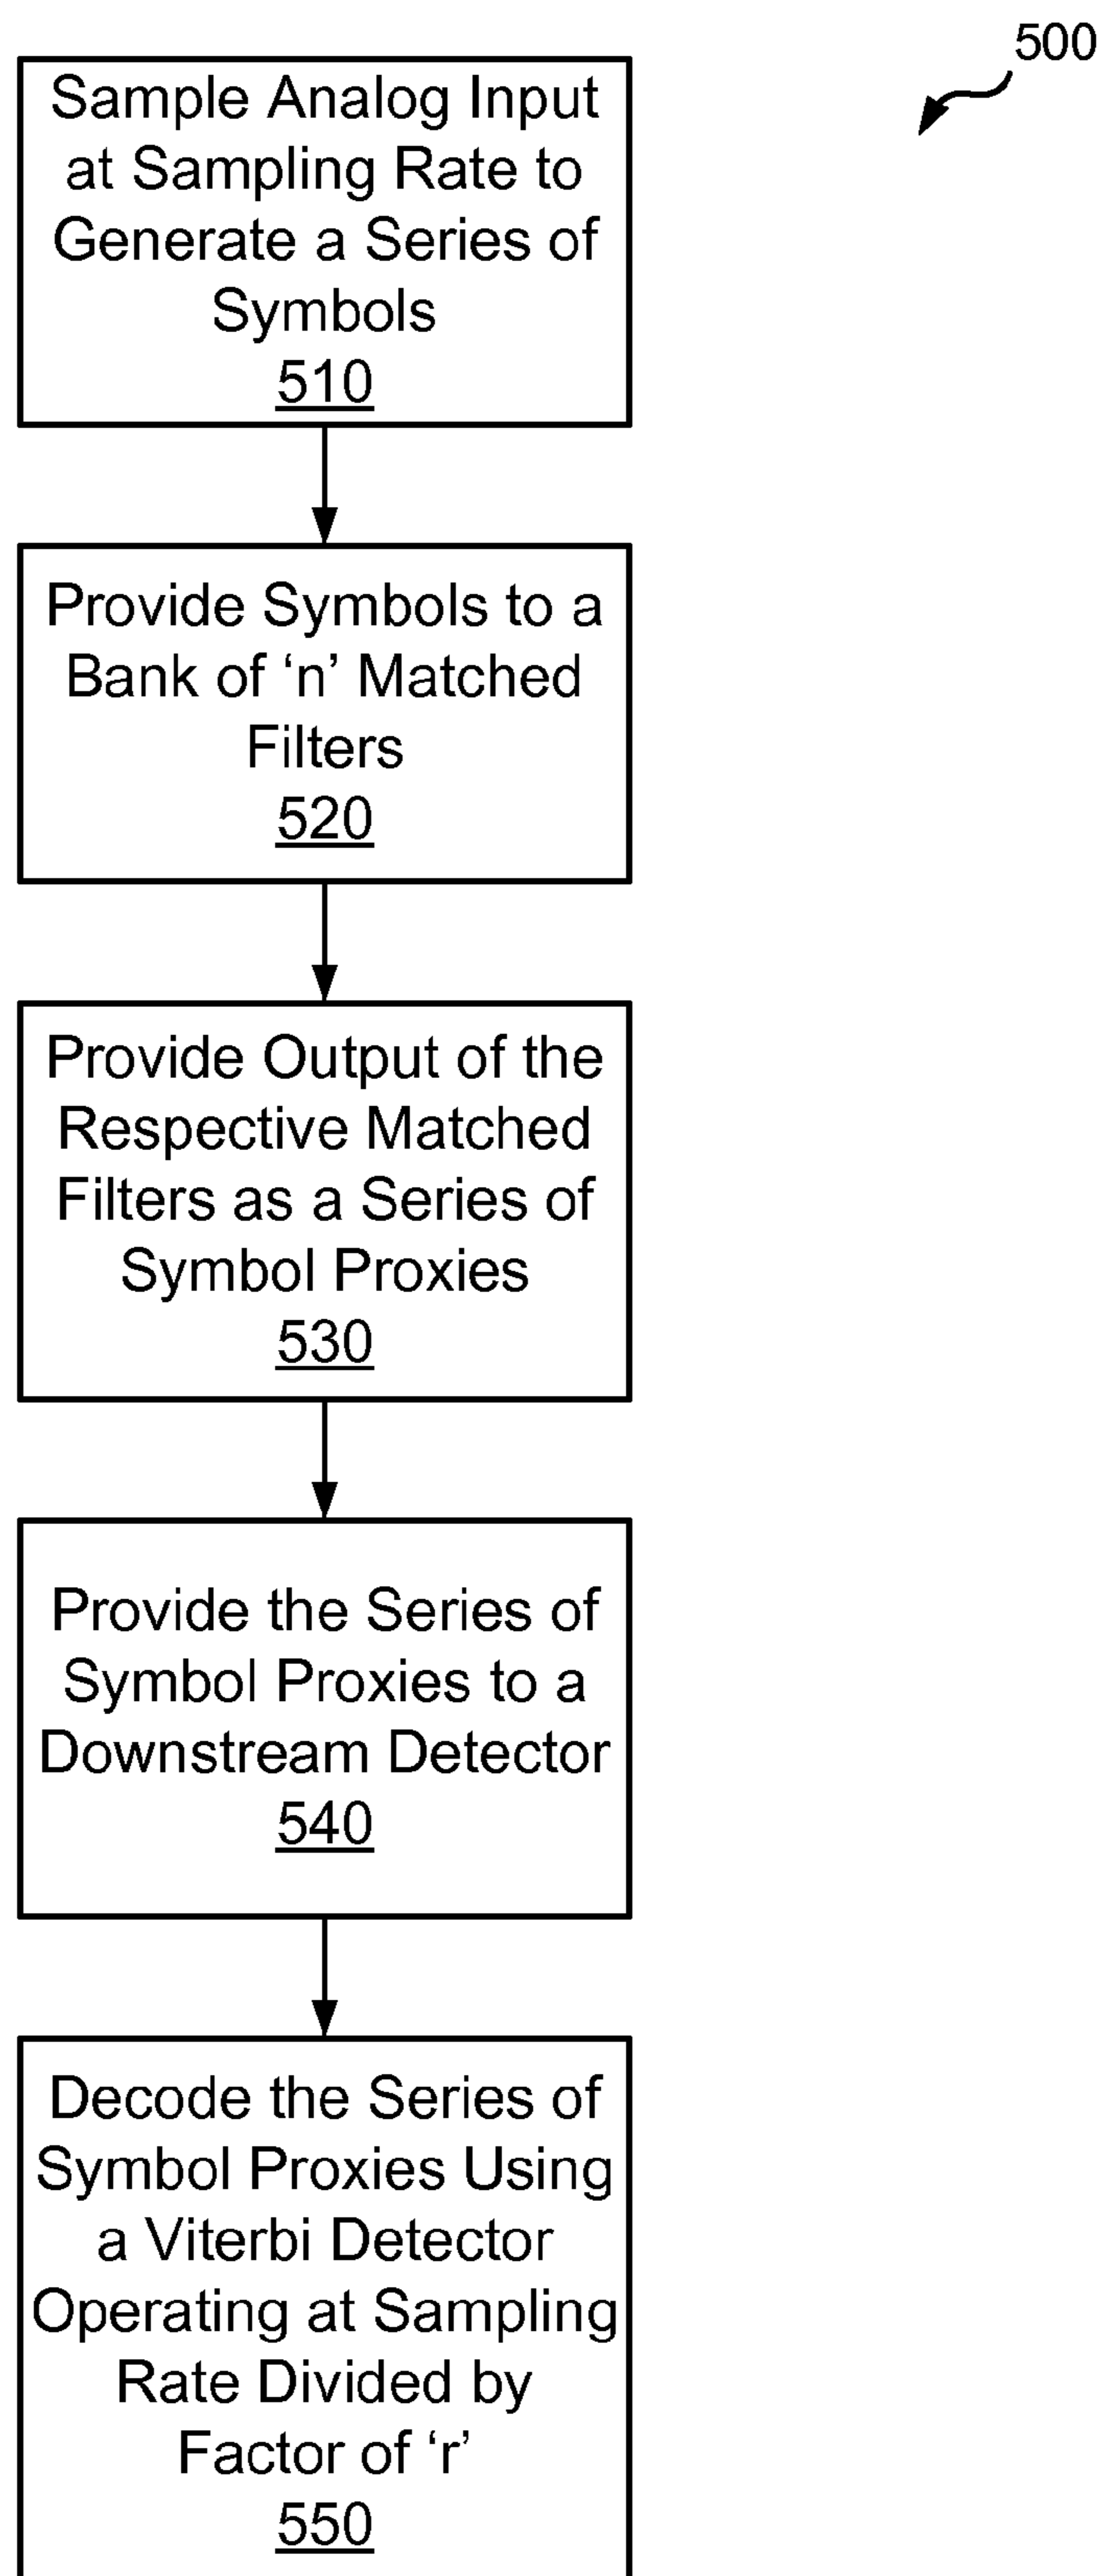 500
Sample Analog Input
at Sampling Rate to
Generate a Series of
Symbols
510
Provide Symbols to a
Bank of ‘n’ Matched
Filters
520
Provide Output of the
Respective Matched
Filters as a Series of
Symbol Proxies
530
Provide the Series of
Symbol Proxies to a
Downstream Detector
540
Decode the Series of
Symbol Proxies Using
a Viterbi Detector
Operating at Sampling
Rate Divided by
Factor of ‘r’
550